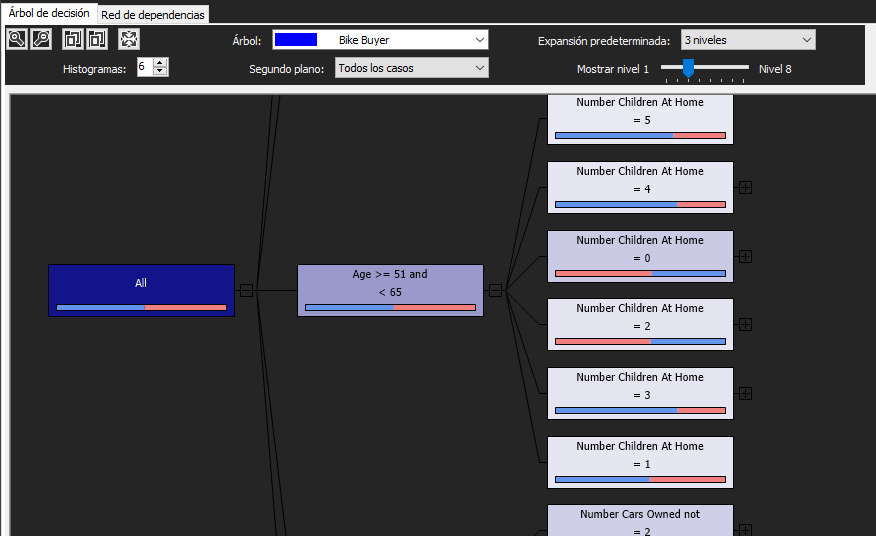 Árbol de decisión
Red de dependencias
Árbol:
Bike Buyer
Expansión predeterminada:
3 niveles
Histogramas:
6
Segundo plano:
Todos los casos
Mostrar nivel 1
Nivel 8
Number Children At Home
= 5
Number Children At Home
= 4
Number Children At Home
= 0
All
Age >= 51 and
< 65
Number Children At Home
= 2
Number Children At Home
= 3
Number Children At Home
= 1
Number Cars Owned not
= 2